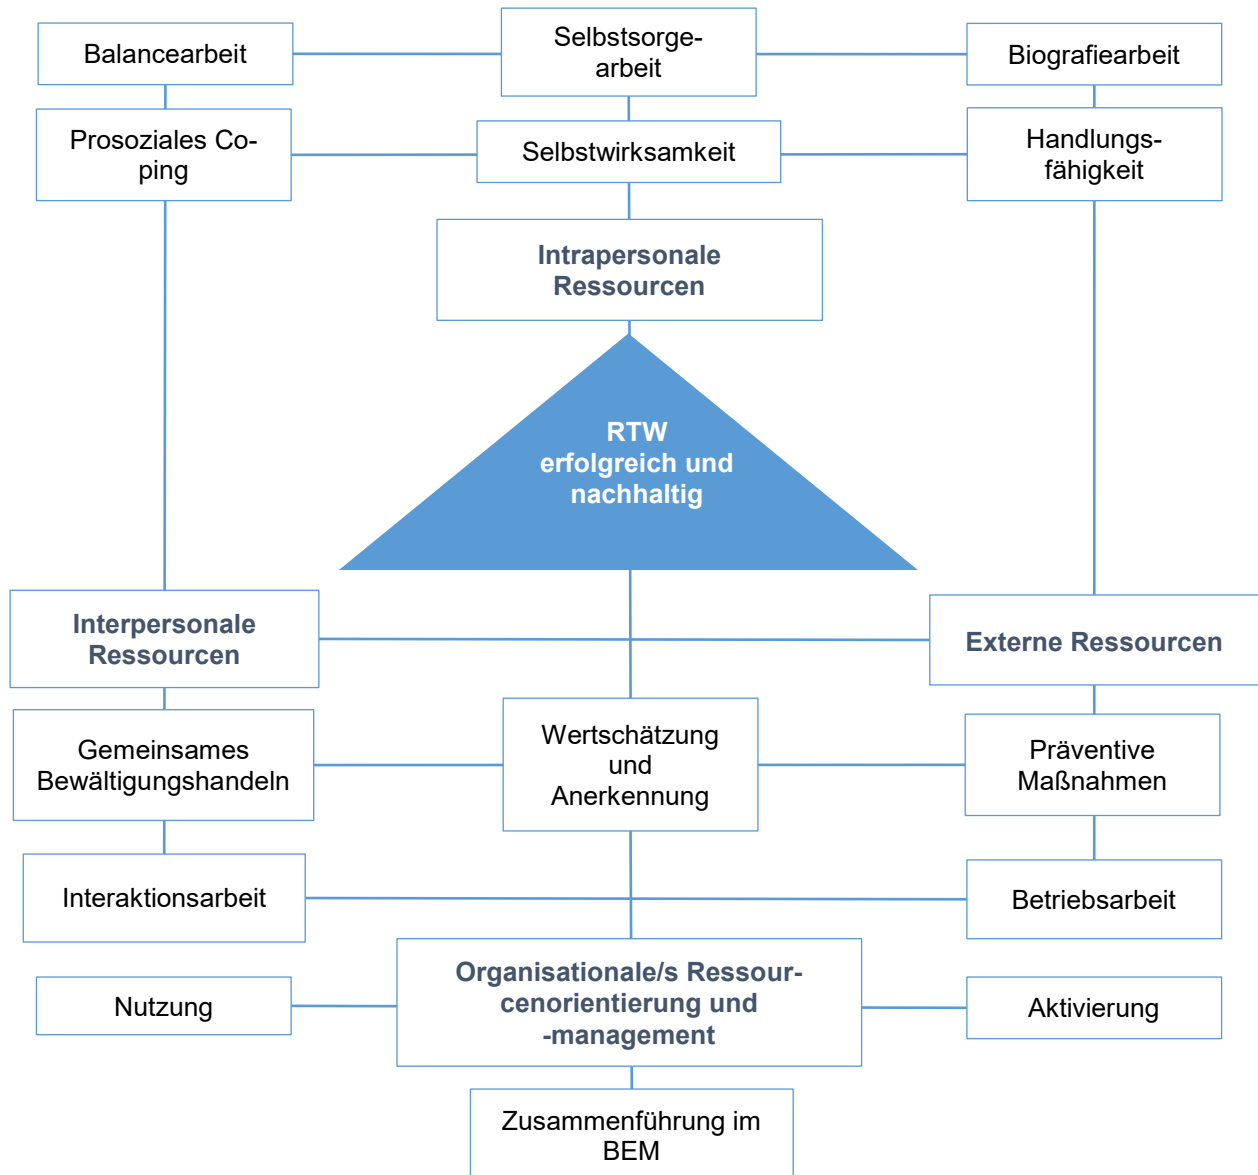 Balancearbeit
Selbstsorge-
arbeit
Biografiearbeit
Prosoziales Co-
ping
Selbstwirksamkeit
Handlungs-
fähigkeit
Intrapersonale
Ressourcen
RTW
erfolgreich und
nachhaltig
Interpersonale
Ressourcen
Externe Ressourcen
Gemeinsames
Bewältigungshandeln
Wertschätzung
und
Anerkennung
Präventive
Maßnahmen
Interaktionsarbeit
Betriebsarbeit
Organisationale/s Ressour-
cenorientierung und
-management
Nutzung
Aktivierung
Zusammenführung im
BEM